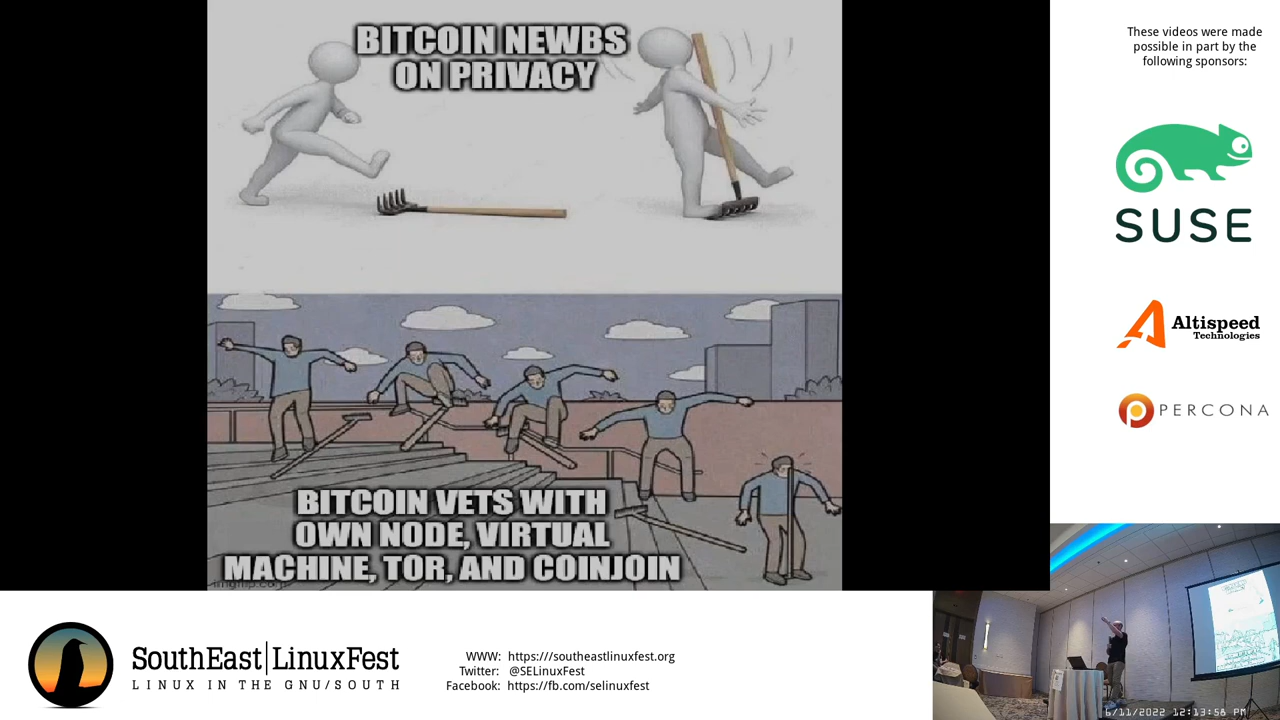 BITCOIN NEWBS
ON PRIVACY
BITCOIN VETS WITH
OWN NODE, VIRTUAL
MACHINE, TOR, AND COINJOIN
These videos were made
possible in part by the
following sponsors:
SUSE
Altispeed
Technologies
PERCONA
SouthEast LinuxFest
LINUX IN THE GNU/SOUTH
WWW: https:///southeastlinuxfest.org
Twitter: @SELinuxFest
Facebook: https://fb.com/selinuxfest
6/11/2022 12:13:58 PM